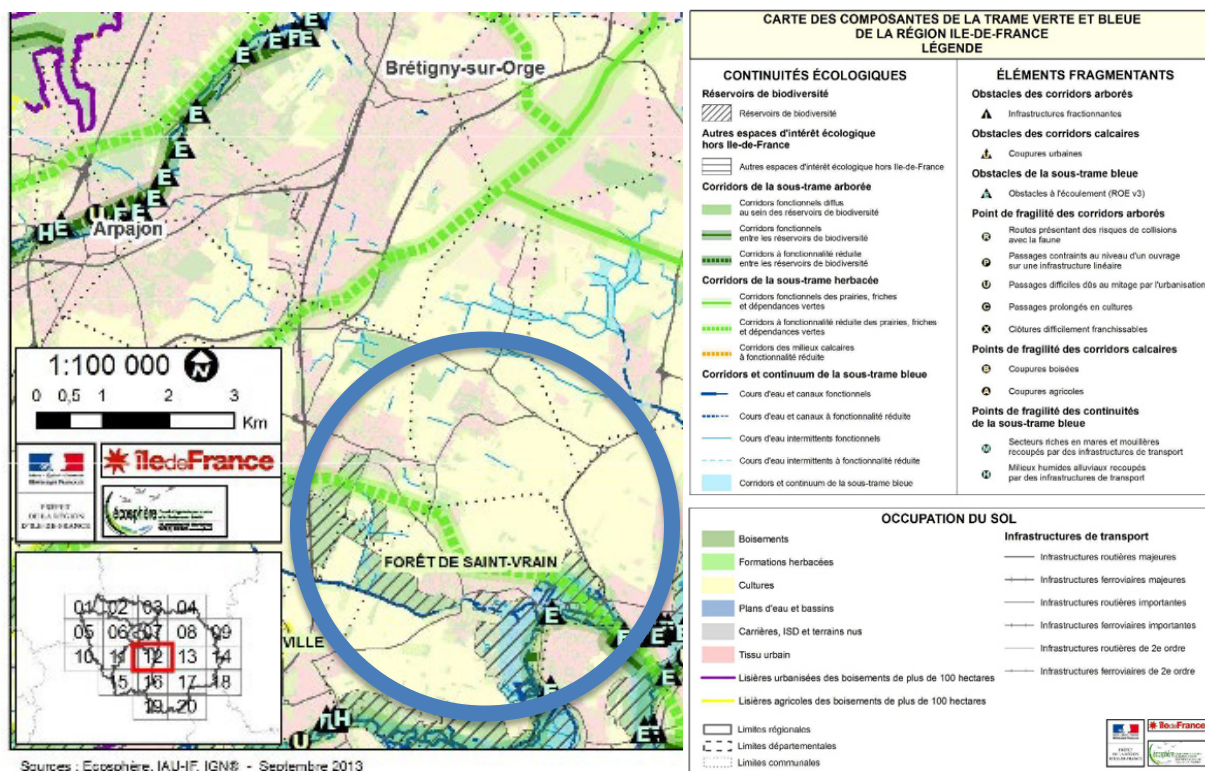 Brétigny-sur-Orge
Arpajon
FORÊT DE SAINT-VRAIN
VILLE
E
E
E
E
E
HE
1:100 000
N
0 0,5 1 2 3
Km
PRÉFET
DE LA RÉGION
D'ILE-DE-FRANCE
île de France
écosphère
01 02 03 04
05 06 07 08 09
10 11 12 13 14
15 16 17 18
19 20
Sources : Ecosphère, IAU-IF, IGN® - Septembre 2013
CARTE DES COMPOSANTES DE LA TRAME VERTE ET BLEUE
DE LA RÉGION ILE-DE-FRANCE
LÉGENDE
CONTINUITÉS ÉCOLOGIQUES
Réservoirs de biodiversité
Réservoirs de biodiversité
Autres espaces d'intérêt écologique
hors Ile-de-France
Autres espaces d'intérêt écologique hors Ile-de-France
Corridors de la sous-trame arborée
Corridors fonctionnels diffus
au sein des réservoirs de biodiversité
Corridors fonctionnels
entre les réservoirs de biodiversité
Corridors à fonctionnalité réduite
entre les réservoirs de biodiversité
Corridors de la sous-trame herbacée
Corridors fonctionnels des prairies, friches
et dépendances vertes
Corridors à fonctionnalité réduite des prairies, friches
et dépendances vertes
Corridors des milieux calcaires
à fonctionnalité réduite
Corridors et continuum de la sous-trame bleue
Cours d'eau et canaux fonctionnels
Cours d'eau et canaux à fonctionnalité réduite
Cours d'eau intermittents fonctionnels
Cours d'eau intermittents à fonctionnalité réduite
Corridors et continuum de la sous-trame bleue
ÉLÉMENTS FRAGMENTANTS
Obstacles des corridors arborés
Infrastructures fractionnantes
Obstacles des corridors calcaires
Coupures urbaines
Obstacles de la sous-trame bleue
Obstacles à l'écoulement (ROE v3)
Point de fragilité des corridors arborés
R Routes présentant des risques de collisions
avec la faune
P Passages contraints au niveau d'un ouvrage
sur une infrastructure linéaire
U Passages difficiles dûs au mitage par l'urbanisation
C Passages prolongés en cultures
X Clôtures difficilement franchissables
Points de fragilité des corridors calcaires
B Coupures boisées
A Coupures agricoles
Points de fragilité des continuités
de la sous-trame bleue
Secteurs riches en mares et mouillères
recoupés par des infrastructures de transport
H Milieux humides alluviaux recoupés
par des infrastructures de transport
OCCUPATION DU SOL
Boisements
Formations herbacées
Cultures
Plans d'eau et bassins
Carrières, ISD et terrains nus
Tissu urbain
Lisières urbanisées des boisements de plus de 100 hectares
Lisières agricoles des boisements de plus de 100 hectares
Limites régionales
Limites départementales
Limites communales
Infrastructures de transport
Infrastructures routières majeures
Infrastructures ferroviaires majeures
Infrastructures routières importantes
Infrastructures ferroviaires importantes
Infrastructures routières de 2e ordre
Infrastructures ferroviaires de 2e ordre
île de France